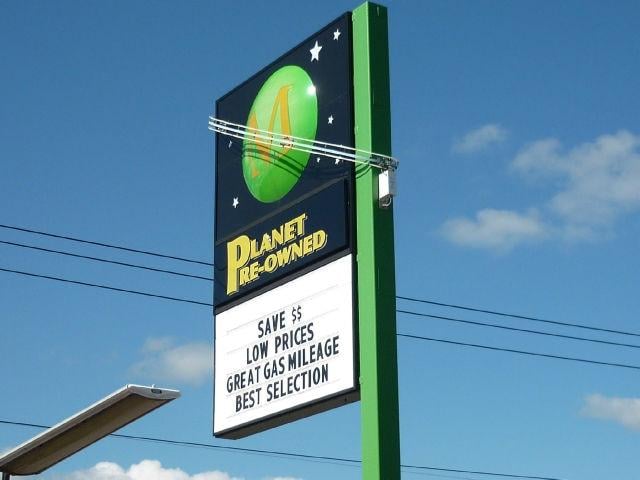 M
PLANET
PRE-OWNED
SAVE $$
LOW PRICES
GREAT GAS MILEAGE
BEST SELECTION